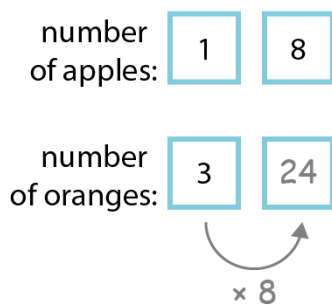 number
of apples:
1 8
number
of oranges:
3 24
× 8